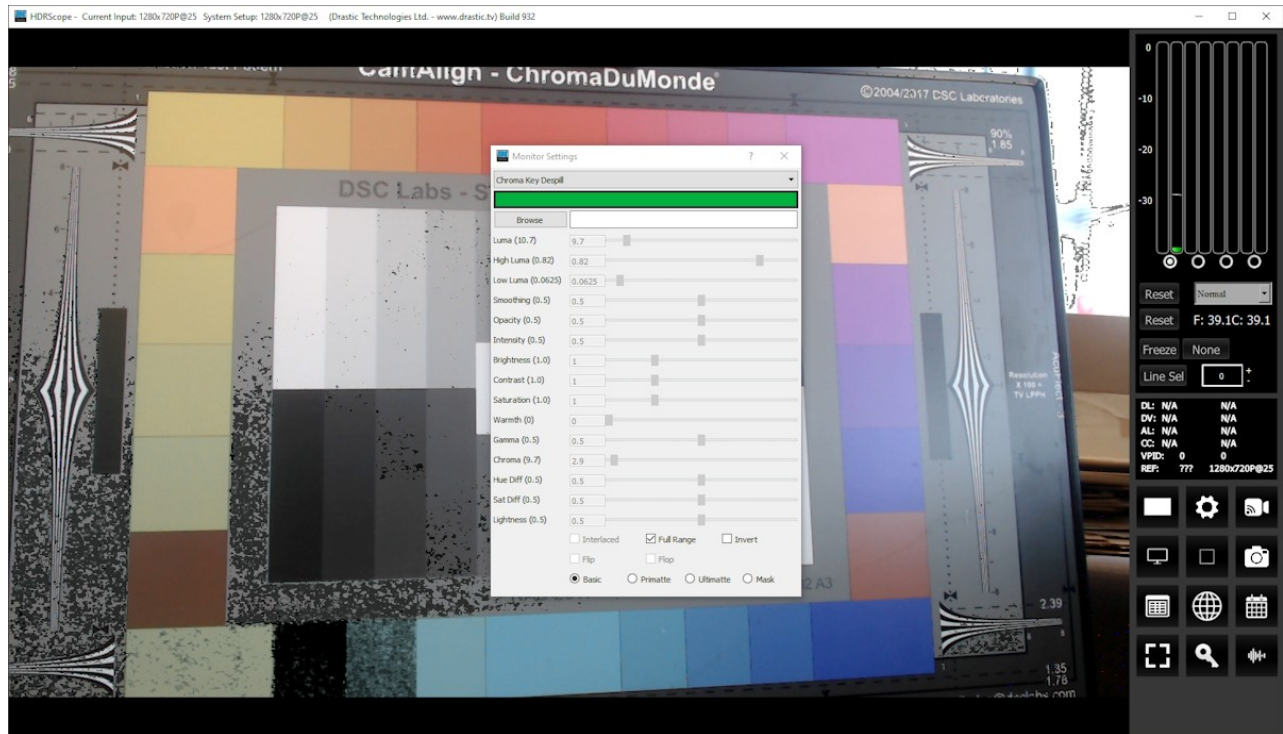 HDRScope - Current Input: 1280x720P@25 System Setup: 1280x720P@25 (Drastic Technologies Ltd. - www.drastic.tv) Build 932
CamAlign - ChromaDuMonde
©2004/2017 DSC Laboratories
90%
1.85
DSC Labs - S
Resolution
X 100 =
TV LPPH
A3
2.39
1.35
1.78
Monitor Settings
? ×
Chroma Key Despill
Browse
Luma (10.7) 9.7
High Luma (0.82) 0.82
Low Luma (0.0625) 0.0625
Smoothing (0.5) 0.5
Opacity (0.5) 0.5
Intensity (0.5) 0.5
Brightness (1.0) 1
Contrast (1.0) 1
Saturation (1.0) 1
Warmth (0) 0
Gamma (0.5) 0.5
Chroma (9.7) 2.9
Hue Diff (0.5) 0.5
Sat Diff (0.5) 0.5
Lightness (0.5) 0.5
Interlaced Full Range Invert
Flip Flop
Basic Primatte Ultimatte Mask
0
-10
-20
-30
Reset Normal
Reset F: 39.1C: 39.1
Freeze None
Line Sel 0 + -
DL: N/A N/A
DV: N/A N/A
AL: N/A N/A
CC: N/A N/A
VPID: 0 0
REF: ??? 1280x720P@25